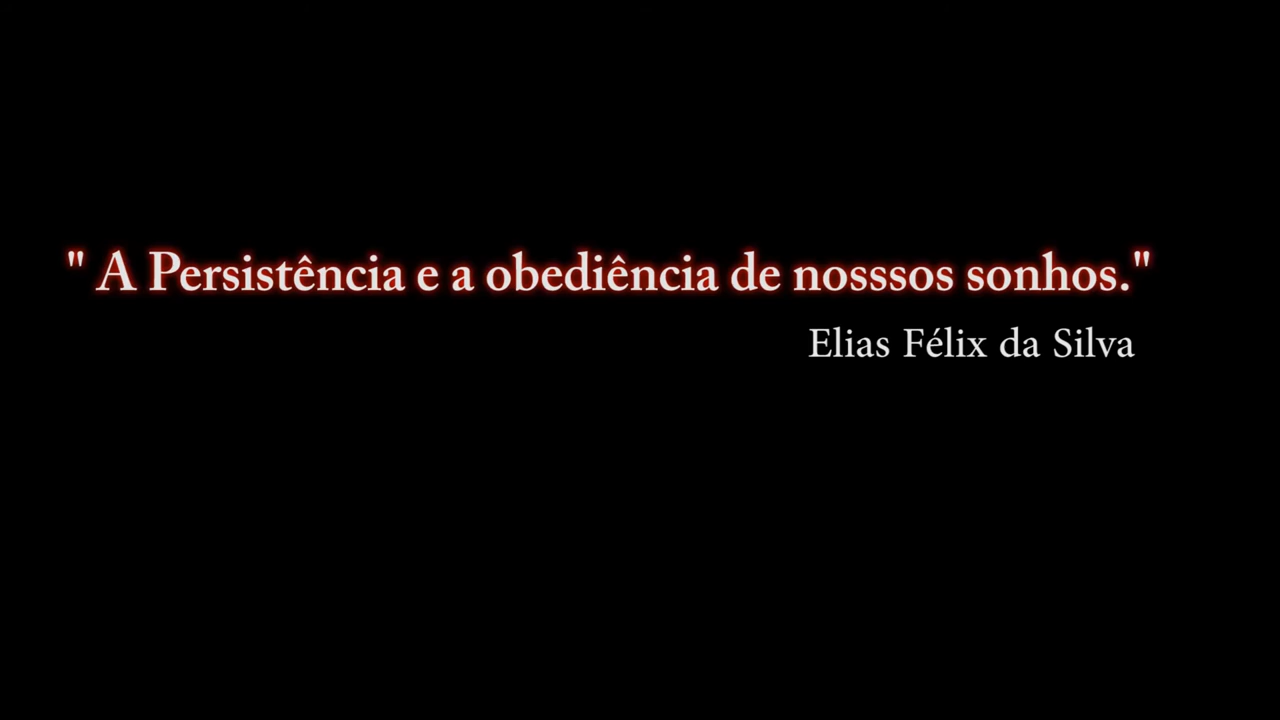 " A Persistência e a obediência de nosssos sonhos."
Elias Félix da Silva